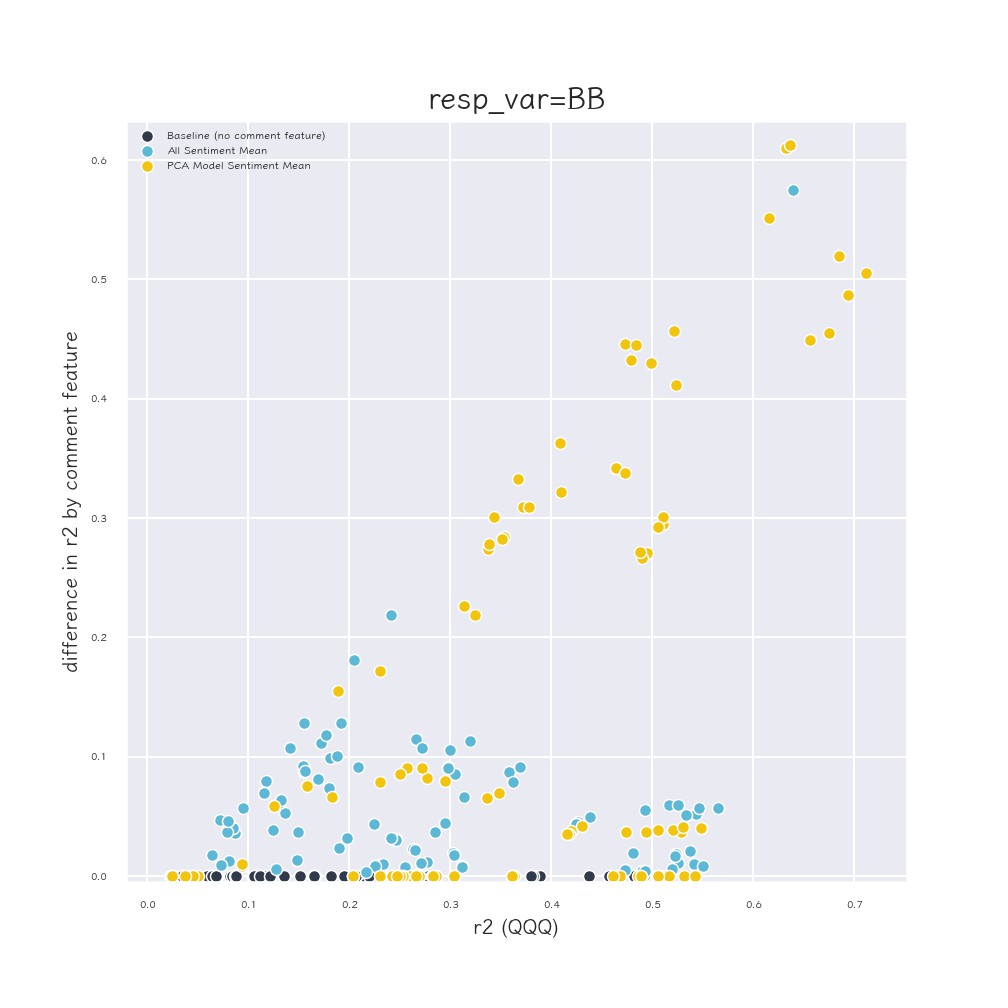 resp_var=BB
Baseline (no comment feature)
All Sentiment Mean
PCA Model Sentiment Mean
difference in r2 by comment feature
0.6
0.5
0.4
0.3
0.2
0.1
0.0
0.0 0.1 0.2 0.3 0.4 0.5 0.6 0.7
r2 (QQQ)